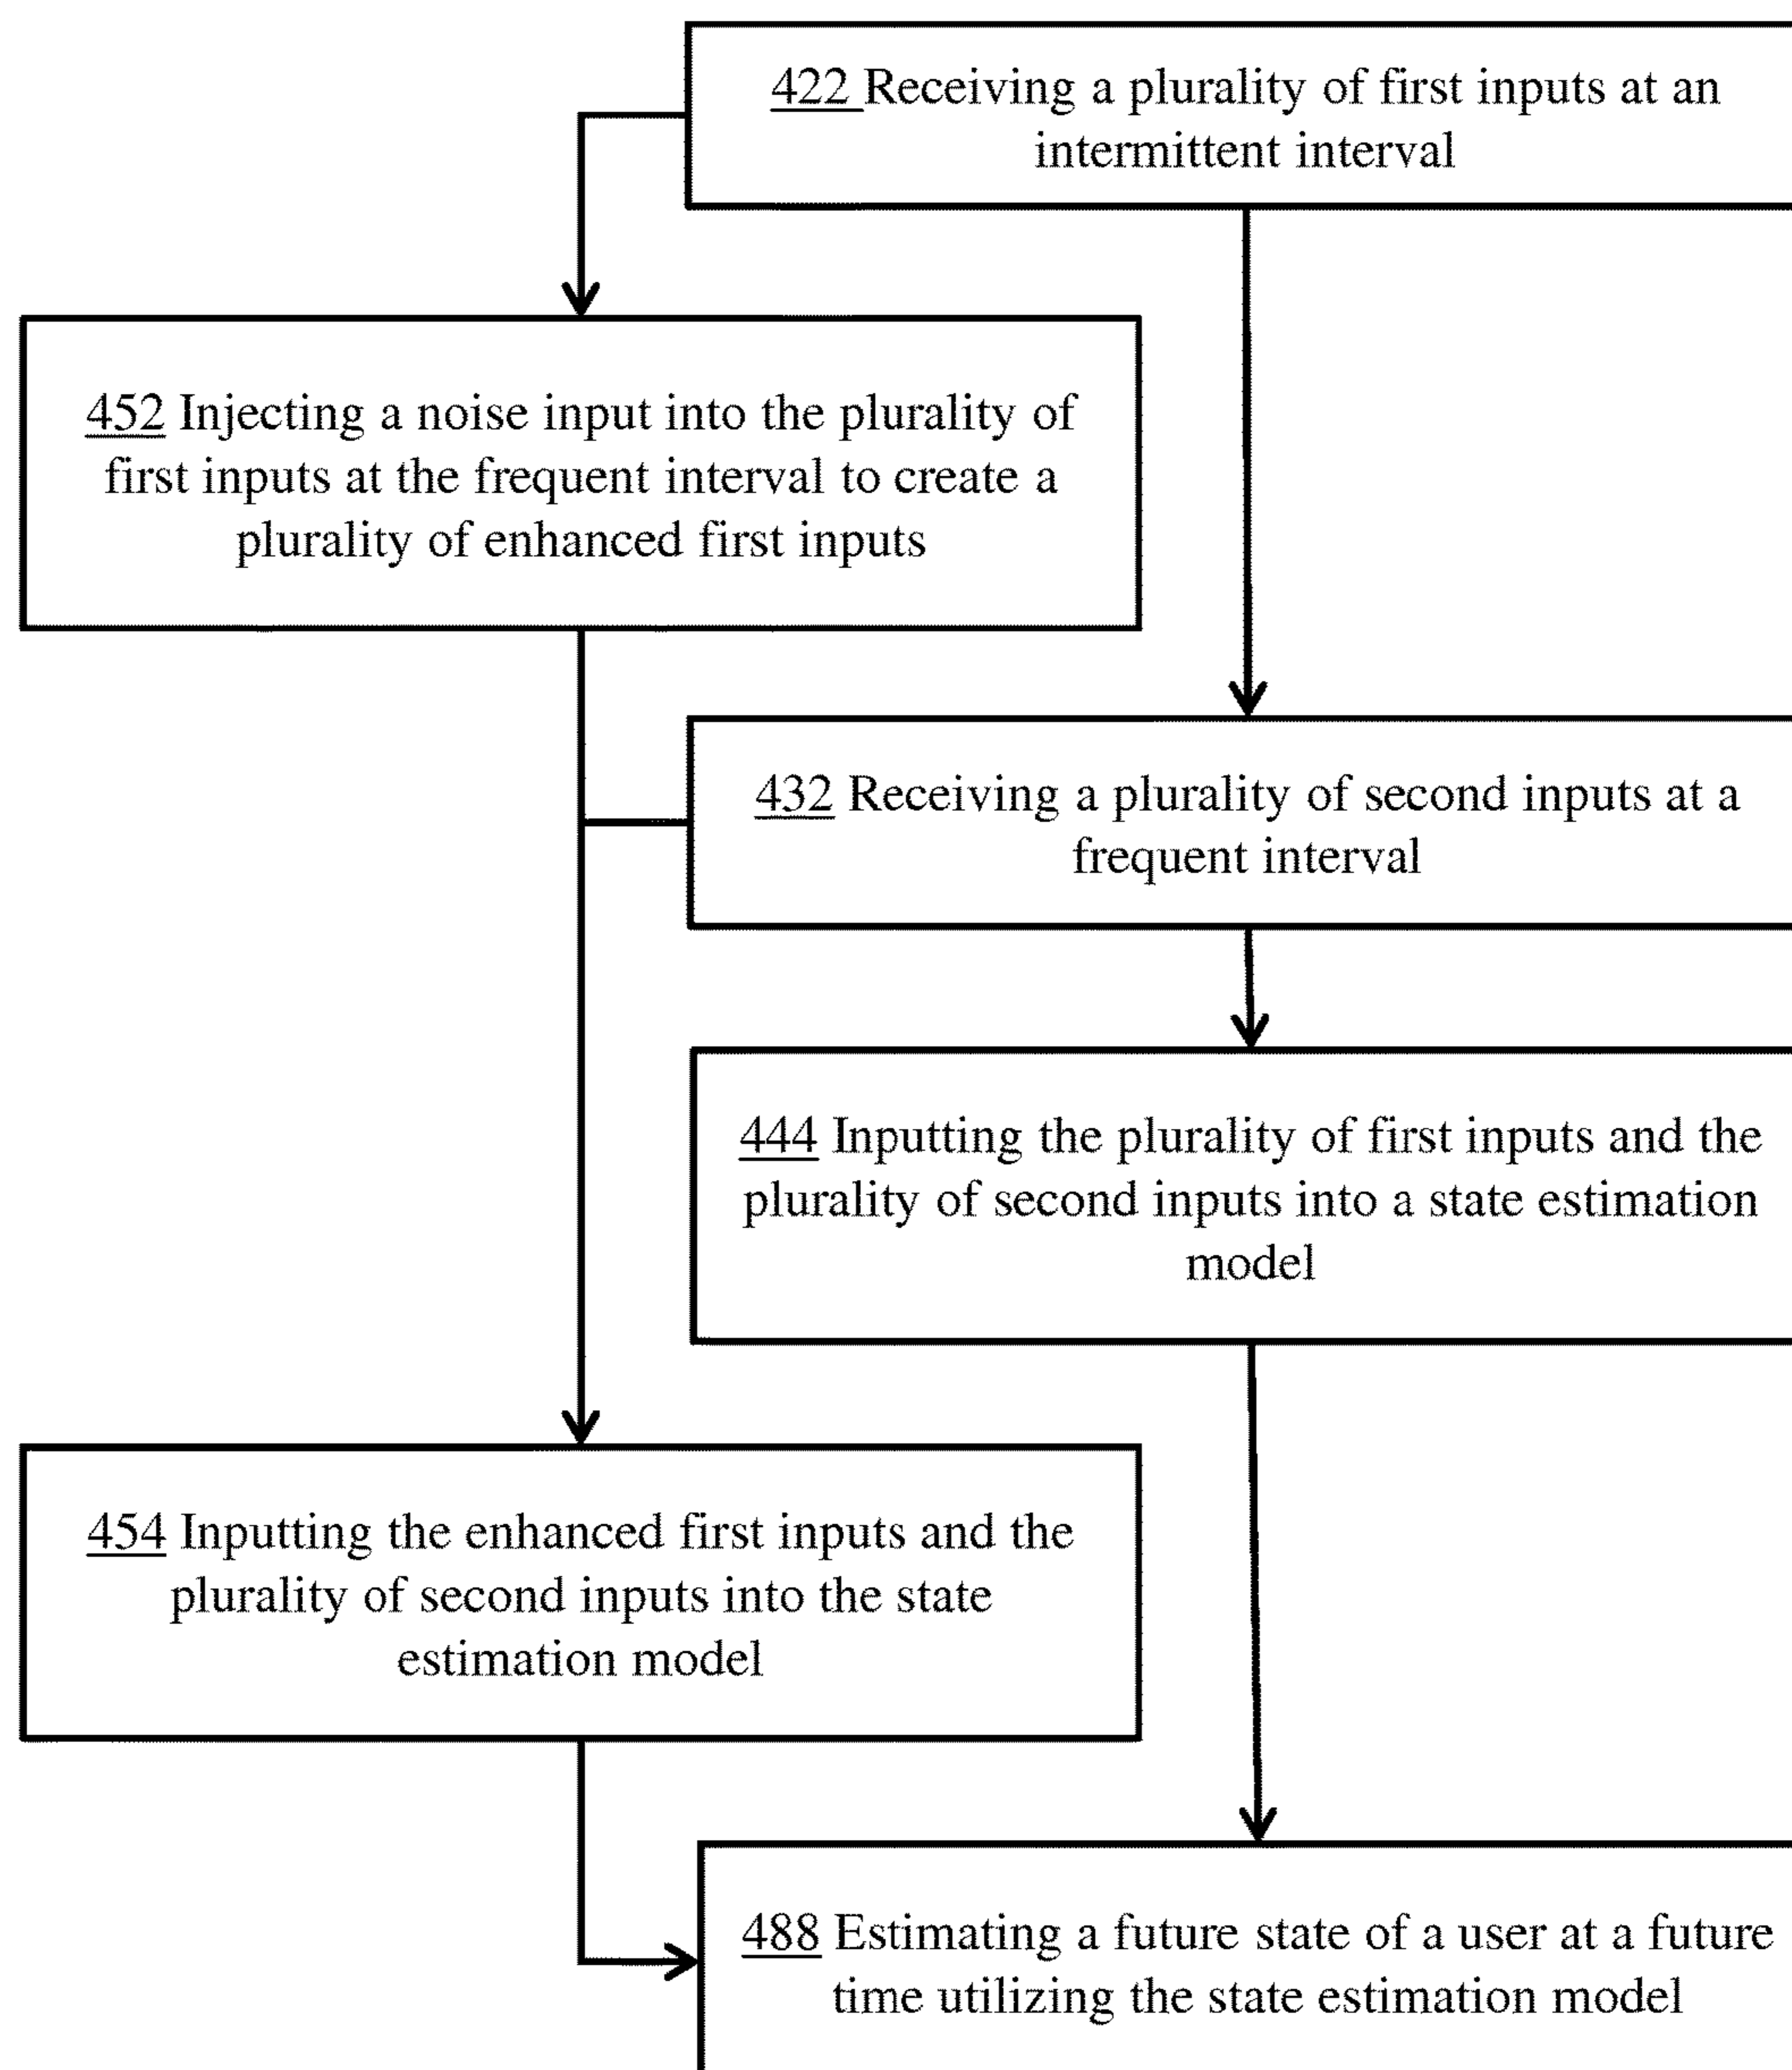 422 Receiving a plurality of first inputs at an
intermittent interval
452 Injecting a noise input into the plurality of
first inputs at the frequent interval to create a
plurality of enhanced first inputs
432 Receiving a plurality of second inputs at a
frequent interval
444 Inputting the plurality of first inputs and the
plurality of second inputs into a state estimation
model
454 Inputting the enhanced first inputs and the
plurality of second inputs into the state
estimation model
488 Estimating a future state of a user at a future
time utilizing the state estimation model